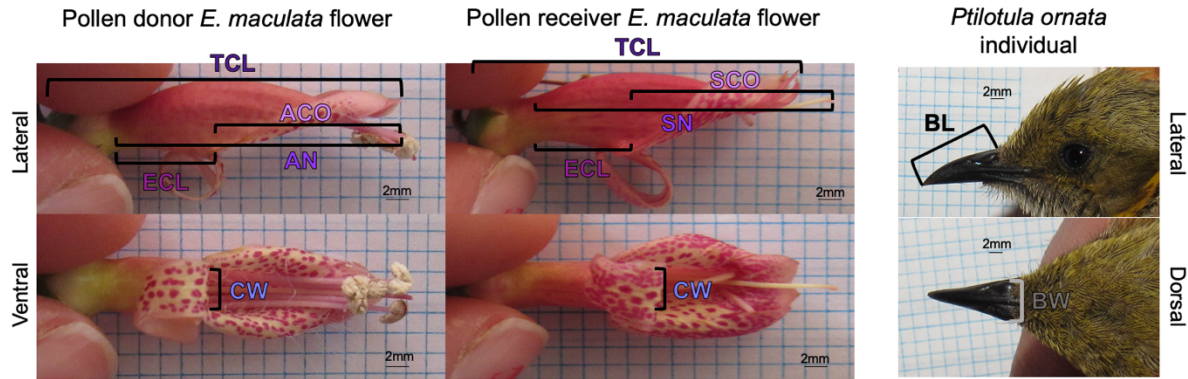 Pollen donor E. maculata flower
Pollen receiver E. maculata flower
Ptilotula ornata
individual
Lateral
TCL
ACO
AN
ECL
2mm
TCL
SCO
SN
ECL
2mm
BL
2mm
Lateral
Ventral
CW
2mm
CW
2mm
2mm
BW
Dorsal